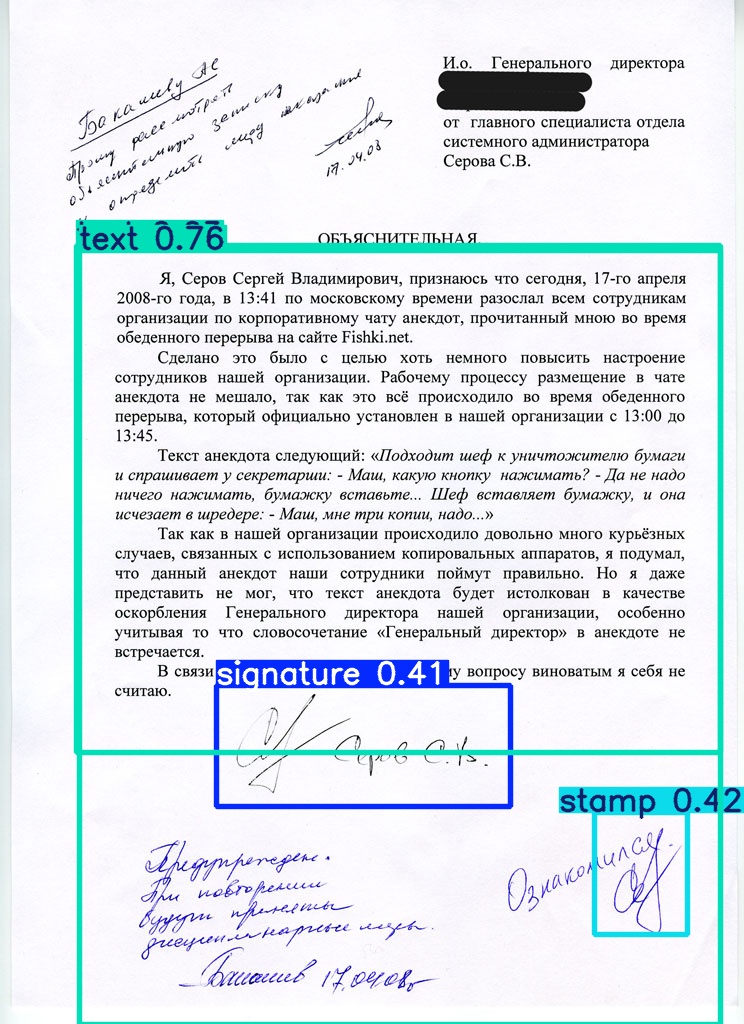 Бакалеву АС
Прошу рассмотреть
объяснительную записку
и определить меру наказания
17.04.08
И.о. Генерального директора
от главного специалиста отдела
системного администратора
Серова С.В.
text 0.76
ОБЪЯСНИТЕЛЬНАЯ.
Я, Серов Сергей Владимирович, признаюсь что сегодня, 17-го апреля
2008-го года, в 13:41 по московскому времени разослал всем сотрудникам
организации по корпоративному чату анекдот, прочитанный мною во время
обеденного перерыва на сайте Fishki.net.
Сделано это было с целью хоть немного повысить настроение
сотрудников нашей организации. Рабочему процессу размещение в чате
анекдота не мешало, так как это всё происходило во время обеденного
перерыва, который официально установлен в нашей организации с 13:00 до
13:45.
Текст анекдота следующий: «Подходит шеф к уничтожителю бумаги
и спрашивает у секретарши: - Маш, какую кнопку нажимать? - Да не надо
ничего нажимать, бумажку вставьте... Шеф вставляет бумажку, и она
исчезает в шредере: - Маш, мне три копии, надо...»
Так как в нашей организации происходило довольно много курьёзных
случаев, связанных с использованием копировальных аппаратов, я подумал,
что данный анекдот наши сотрудники поймут правильно. Но я даже
представить не мог, что текст анекдота будет истолкован в качестве
оскорбления Генерального директора нашей организации, особенно
учитывая то что словосочетание «Генеральный директор» в анекдоте не
встречается.
В связи вопросу виноватым я себя не
signature 0.41
считаю.
Серов С.В.
stamp 0.42
Ознакомился.
Предупрежден.
При повторении
будут приняты
дисциплинарные меры.
17.04.08г